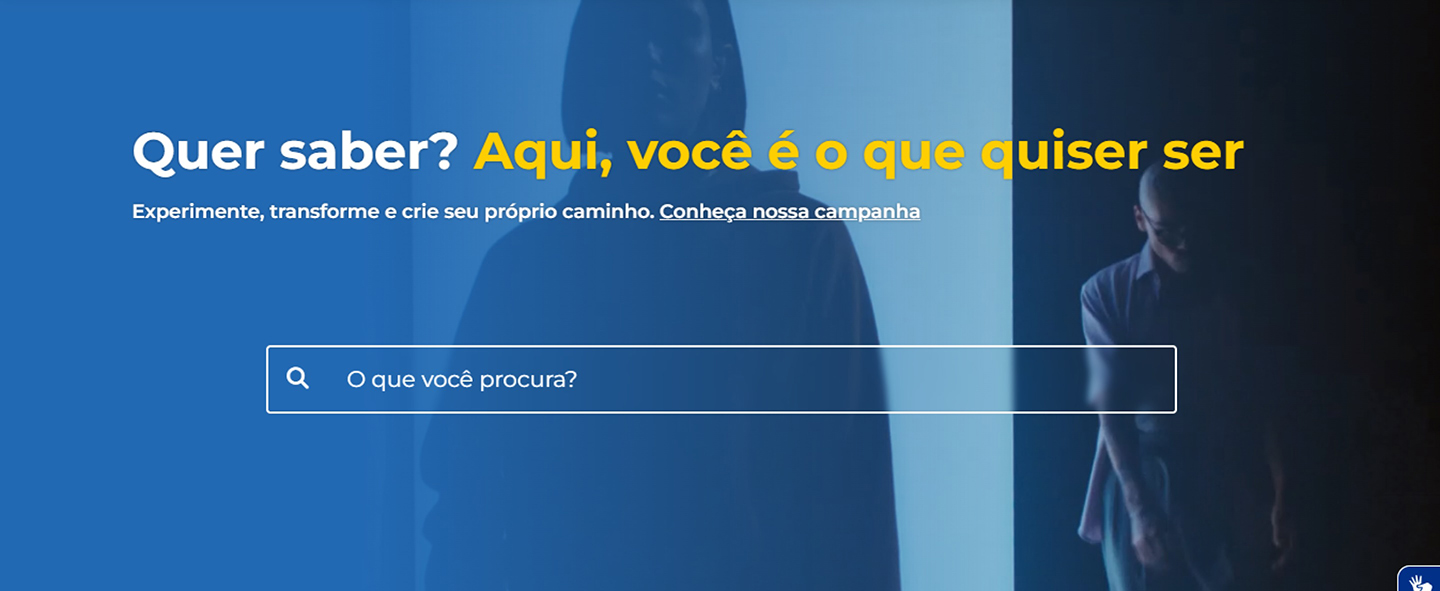 Quer saber? Aqui, você é o que quiser ser
Experimente, transforme e crie seu próprio caminho. Conheça nossa campanha
O que você procura?